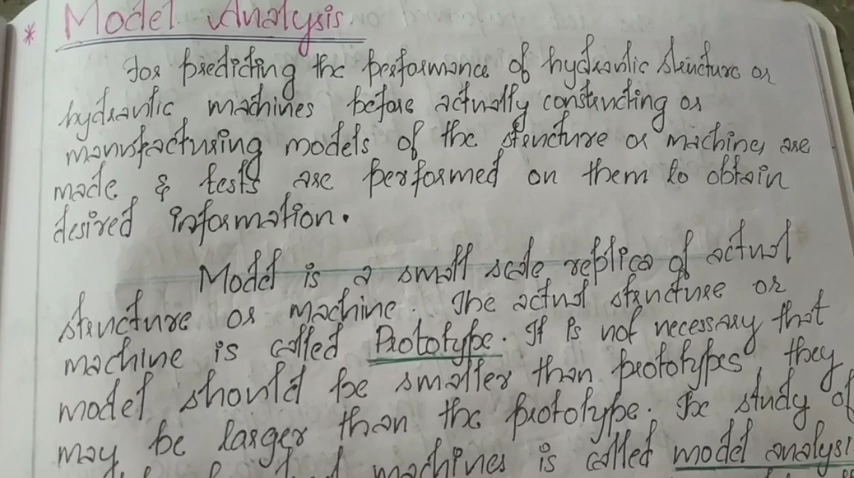 * Model Analysis
For predicting the performance of hydraulic structure or
hydraulic machines before actually constructing or
manufacturing models of the structure or machines are
made & tests are performed on them to obtain
desired information.
Model is a small scale replica of actual
structure or machine. The actual structure or
machine is called Prototype. It is not necessary that
model should be smaller than prototypes, they
may be larger than the prototype. The study of
machines is called model analysi